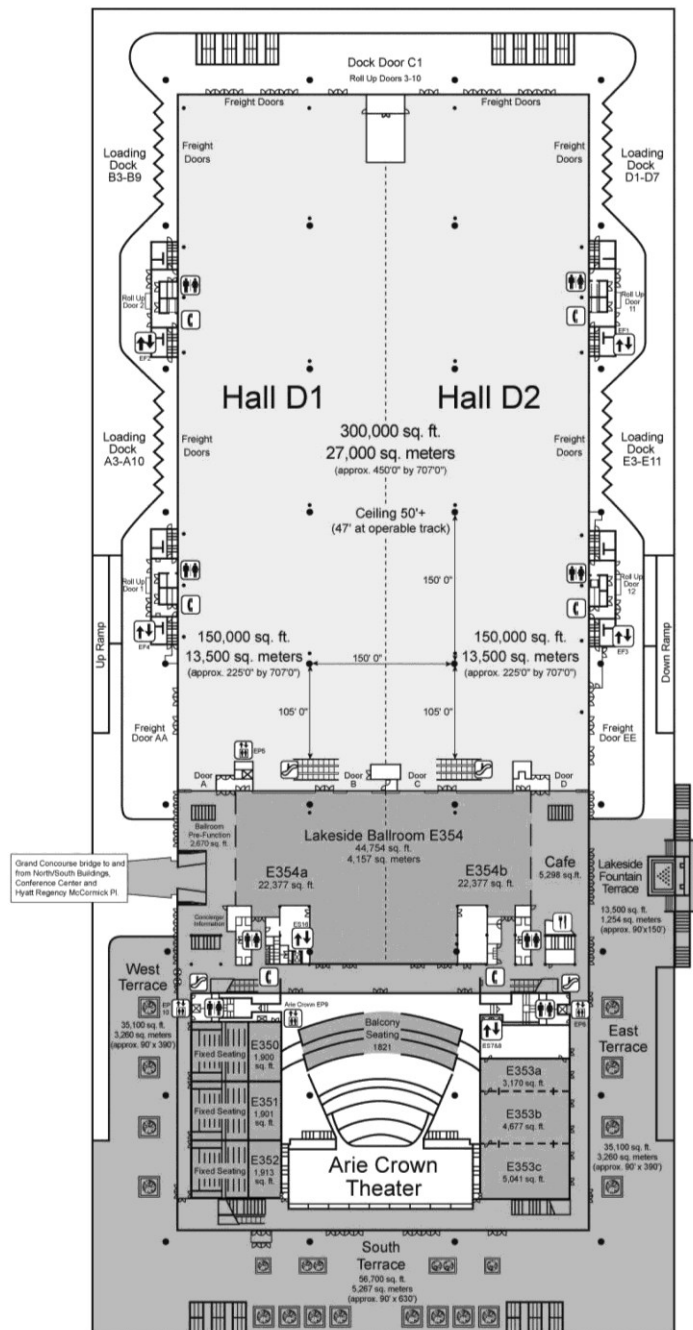 Dock Door C1
Roll Up Doors 3-10
Freight Doors
Freight Doors
Loading
Dock
B3-B9
Freight
Doors
Freight
Doors
Loading
Dock
D1-D7
Roll Up
Door 2
EF2
Roll Up
Door
11
EF1
Hall D1
Hall D2
300,000 sq. ft.
27,000 sq. meters
(approx. 450'0" by 707'0")
Loading
Dock
A3-A10
Freight
Doors
Freight
Doors
Loading
Dock
E3-E11
Ceiling 50'+
(47' at operable track)
150' 0"
Roll Up
Door 1
EF4
Roll Up
Door
12
EF3
Up Ramp
Down Ramp
150,000 sq. ft.
13,500 sq. meters
(approx. 225'0" by 707'0")
150' 0"
150,000 sq. ft.
13,500 sq. meters
(approx. 225'0" by 707'0")
105' 0"
105' 0"
Freight
Door AA
Freight
Door EE
EP5
Door
A
Door
B
Door
C
Door
D
Ballroom
Pre-Function
2,670 sq. ft.
Lakeside Ballroom E354
44,754 sq. ft.
4,157 sq. meters
E354a
22,377 sq. ft.
E354b
22,377 sq. ft.
Cafe
5,298 sq.ft.
Grand Concourse bridge to and
from North/South Buildings,
Conference Center and
Hyatt Regency McCormick Pl.
Lakeside
Fountain
Terrace
13,500 sq. ft.
1,254 sq. meters
(approx. 90'x150')
Concierge
Information
ES16
West
Terrace
35,100 sq. ft.
3,260 sq. meters
(approx. 90' x 390')
EP
10
Arie Crown EP9
ES7&8
EP6
Balcony
Seating
1821
East
Terrace
35,100 sq. ft.
3,260 sq. meters
(approx. 90' x 390')
Fixed Seating
E350
1,900
sq. ft.
Fixed Seating
E351
1,901
sq. ft.
Fixed Seating
E352
1,913
sq. ft.
E353a
3,170 sq. ft.
E353b
4,677 sq. ft.
E353c
5,041 sq. ft.
Arie Crown
Theater
South
Terrace
56,700 sq. ft.
5,267 sq. meters
(approx. 90' x 630')